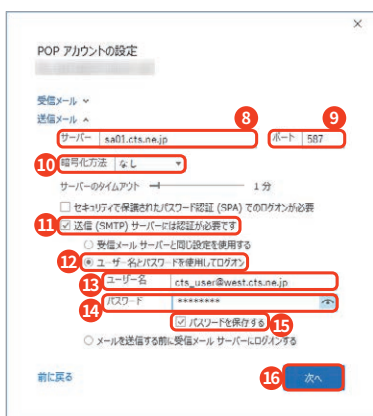 ×
POP アカウントの設定
受信メール ⌄
送信メール ^
8 9
サーバー sa01.cts.ne.jp ポート 587
10 暗号化方法 なし
サーバーのタイムアウト 1 分
セキュリティで保護されたパスワード認証 (SPA) でのログオンが必要
11 送信 (SMTP) サーバーには認証が必要です
受信メール サーバーと同じ設定を使用する
12 ユーザー名とパスワードを使用してログオン
13 ユーザー名 cts_user@west.cts.ne.jp
14 パスワード ********
パスワードを保存する 15
メールを送信する前に受信メール サーバーにログインする
前に戻る 16 次へ